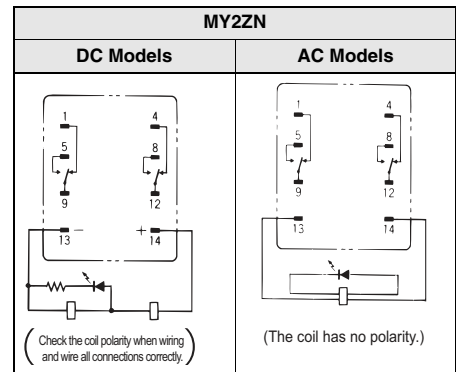 MY2ZN
DC Models
AC Models
1 4
5 8
9 12
13 − + 14
(Check the coil polarity when wiring
and wire all connections correctly.)
1 4
5 8
9 12
13 14
(The coil has no polarity.)